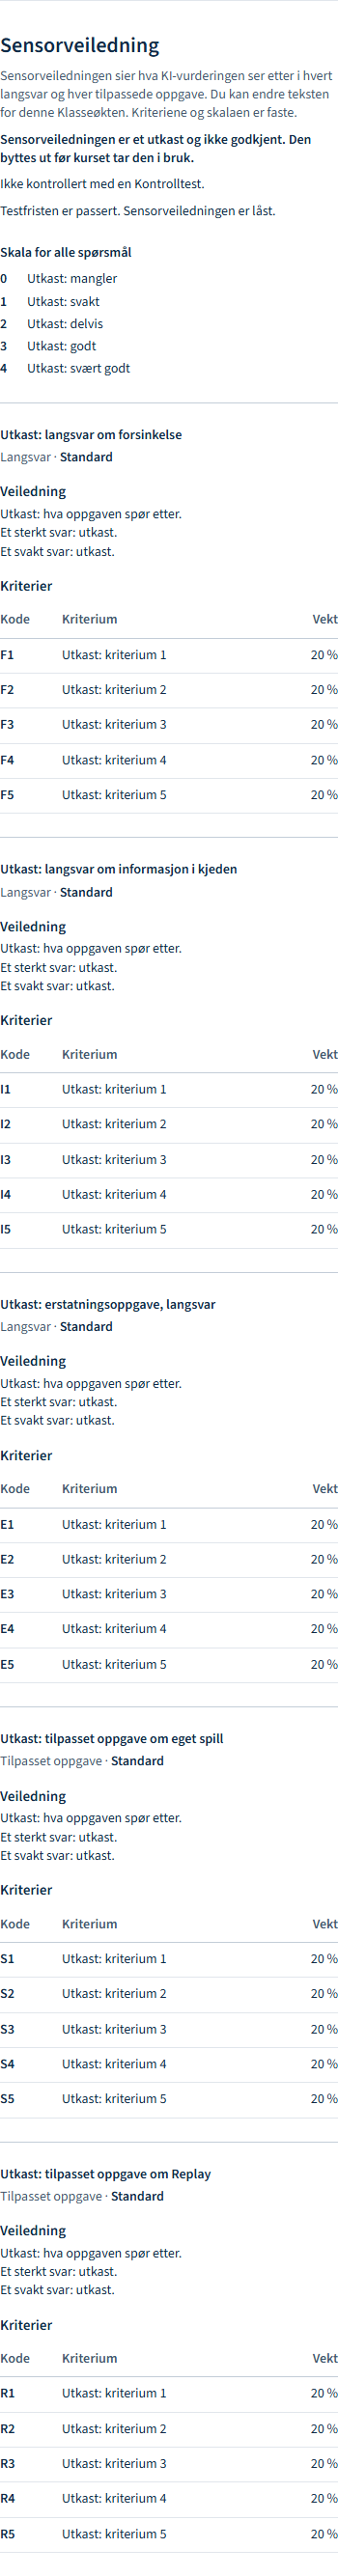 Sensorveiledning
Sensorveiledningen sier hva KI-vurderingen ser etter i hvert
langsvar og hver tilpassede oppgave. Du kan endre teksten
for denne Klasseøkten. Kriteriene og skalaen er faste.
Sensorveiledningen er et utkast og ikke godkjent. Den
byttes ut før kurset tar den i bruk.
Ikke kontrollert med en Kontrolltest.
Testfristen er passert. Sensorveiledningen er låst.
Skala for alle spørsmål
0 Utkast: mangler
1 Utkast: svakt
2 Utkast: delvis
3 Utkast: godt
4 Utkast: svært godt
Utkast: langsvar om forsinkelse
Langsvar · Standard
Veiledning
Utkast: hva oppgaven spør etter.
Et sterkt svar: utkast.
Et svakt svar: utkast.
Kriterier
Kode Kriterium Vekt
F1 Utkast: kriterium 1 20 %
F2 Utkast: kriterium 2 20 %
F3 Utkast: kriterium 3 20 %
F4 Utkast: kriterium 4 20 %
F5 Utkast: kriterium 5 20 %
Utkast: langsvar om informasjon i kjeden
Langsvar · Standard
Veiledning
Utkast: hva oppgaven spør etter.
Et sterkt svar: utkast.
Et svakt svar: utkast.
Kriterier
Kode Kriterium Vekt
I1 Utkast: kriterium 1 20 %
I2 Utkast: kriterium 2 20 %
I3 Utkast: kriterium 3 20 %
I4 Utkast: kriterium 4 20 %
I5 Utkast: kriterium 5 20 %
Utkast: erstatningsoppgave, langsvar
Langsvar · Standard
Veiledning
Utkast: hva oppgaven spør etter.
Et sterkt svar: utkast.
Et svakt svar: utkast.
Kriterier
Kode Kriterium Vekt
E1 Utkast: kriterium 1 20 %
E2 Utkast: kriterium 2 20 %
E3 Utkast: kriterium 3 20 %
E4 Utkast: kriterium 4 20 %
E5 Utkast: kriterium 5 20 %
Utkast: tilpasset oppgave om eget spill
Tilpasset oppgave · Standard
Veiledning
Utkast: hva oppgaven spør etter.
Et sterkt svar: utkast.
Et svakt svar: utkast.
Kriterier
Kode Kriterium Vekt
S1 Utkast: kriterium 1 20 %
S2 Utkast: kriterium 2 20 %
S3 Utkast: kriterium 3 20 %
S4 Utkast: kriterium 4 20 %
S5 Utkast: kriterium 5 20 %
Utkast: tilpasset oppgave om Replay
Tilpasset oppgave · Standard
Veiledning
Utkast: hva oppgaven spør etter.
Et sterkt svar: utkast.
Et svakt svar: utkast.
Kriterier
Kode Kriterium Vekt
R1 Utkast: kriterium 1 20 %
R2 Utkast: kriterium 2 20 %
R3 Utkast: kriterium 3 20 %
R4 Utkast: kriterium 4 20 %
R5 Utkast: kriterium 5 20 %